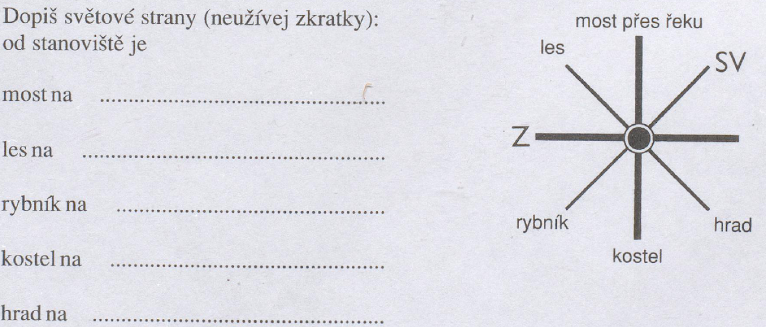 Dopiš světové strany (neužívej zkratky):
od stanoviště je
most na ..........................................................
les na ..............................................................
rybník na .......................................................
kostel na ........................................................
hrad na ...........................................................
most přes řeku
les
SV
Z
rybník
hrad
kostel